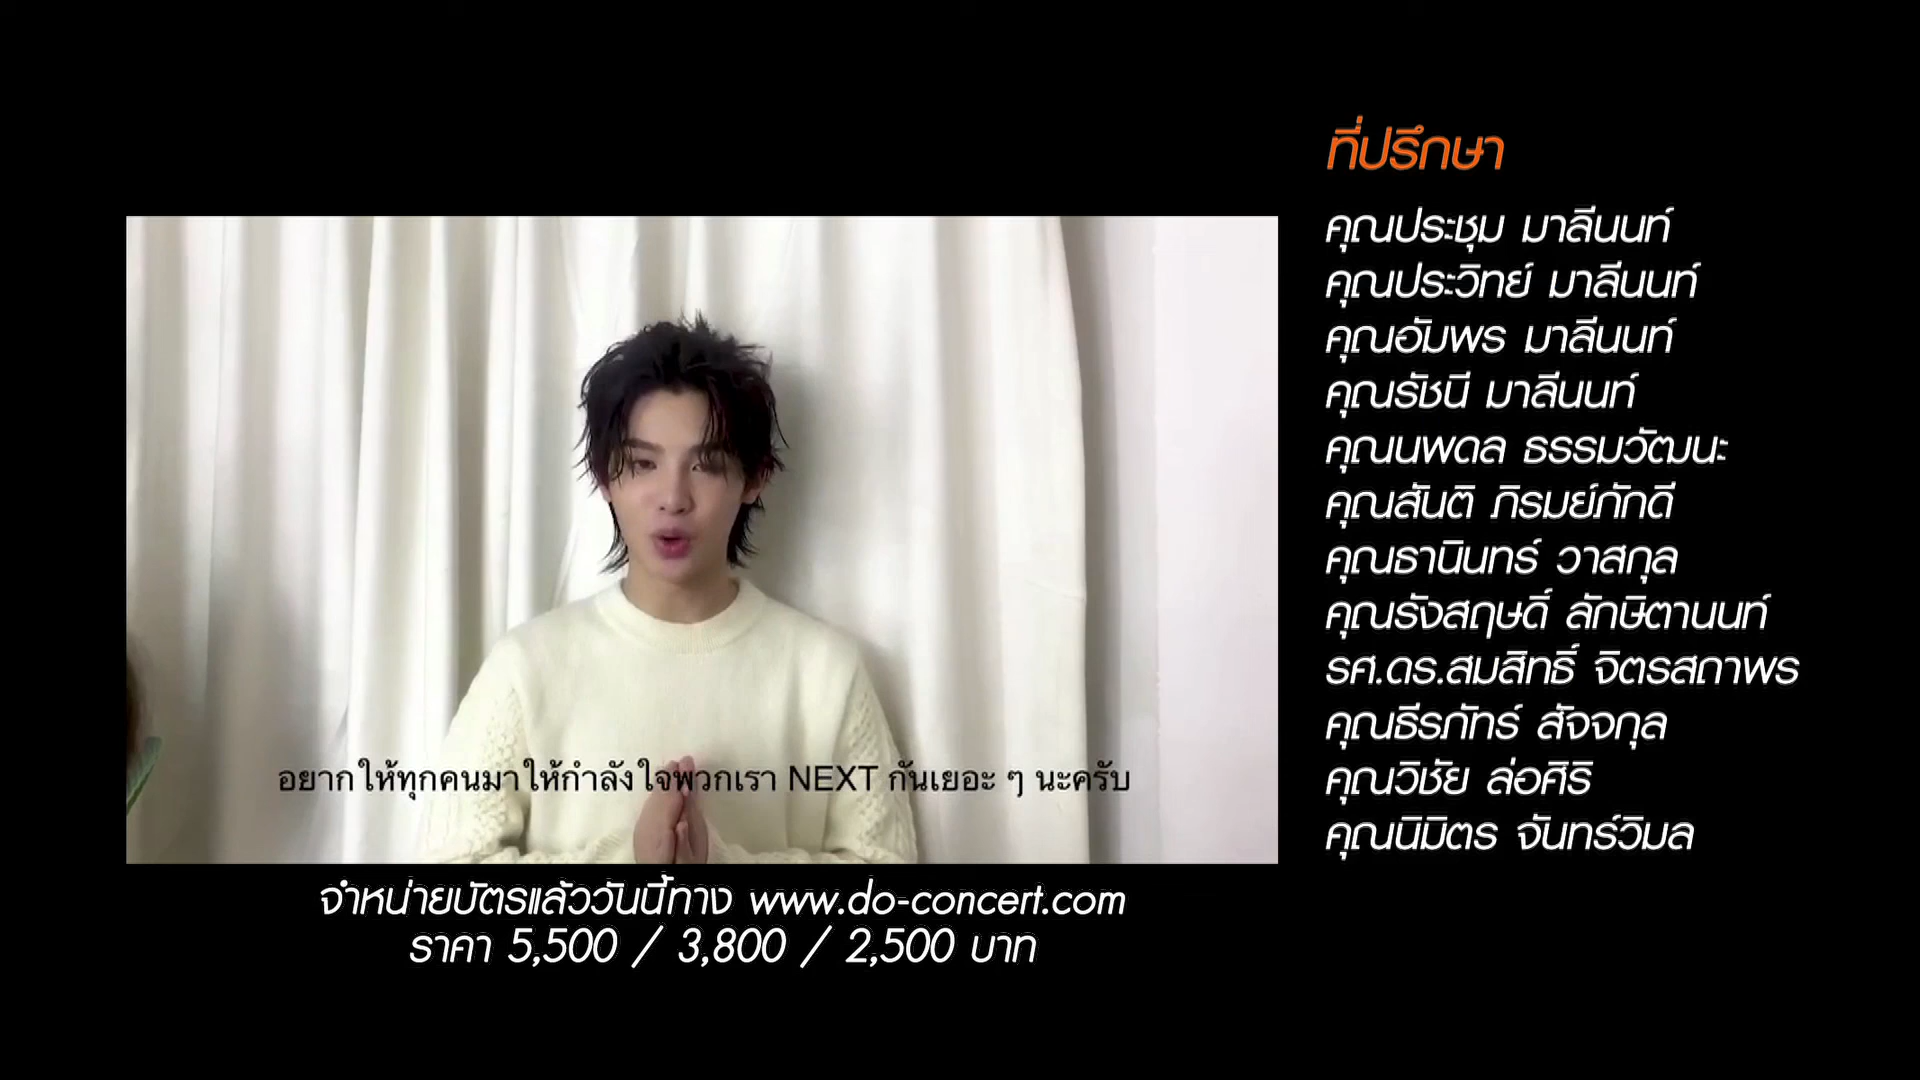 ที่ปรึกษา
คุณประชุม มาลีนนท์
คุณประวิทย์ มาลีนนท์
คุณอัมพร มาลีนนท์
คุณรัชนี มาลีนนท์
คุณนพดล ธรรมวัฒนะ
คุณสันติ ภิรมย์ภักดี
คุณธานินทร์ วาสกุล
คุณรังสฤษดิ์ ลักษิตานนท์
รศ.ดร.สมสิทธิ์ จิตรสถาพร
คุณธีรภัทร์ สัจจกุล
คุณวิชัย ล่อศิริ
คุณนิมิตร จันทร์วิมล
อยากให้ทุกคนมาให้กำลังใจพวกเรา NEXT กันเยอะ ๆ นะครับ
จำหน่ายบัตรแล้ววันนี้ทาง www.do-concert.com
ราคา 5,500 / 3,800 / 2,500 บาท